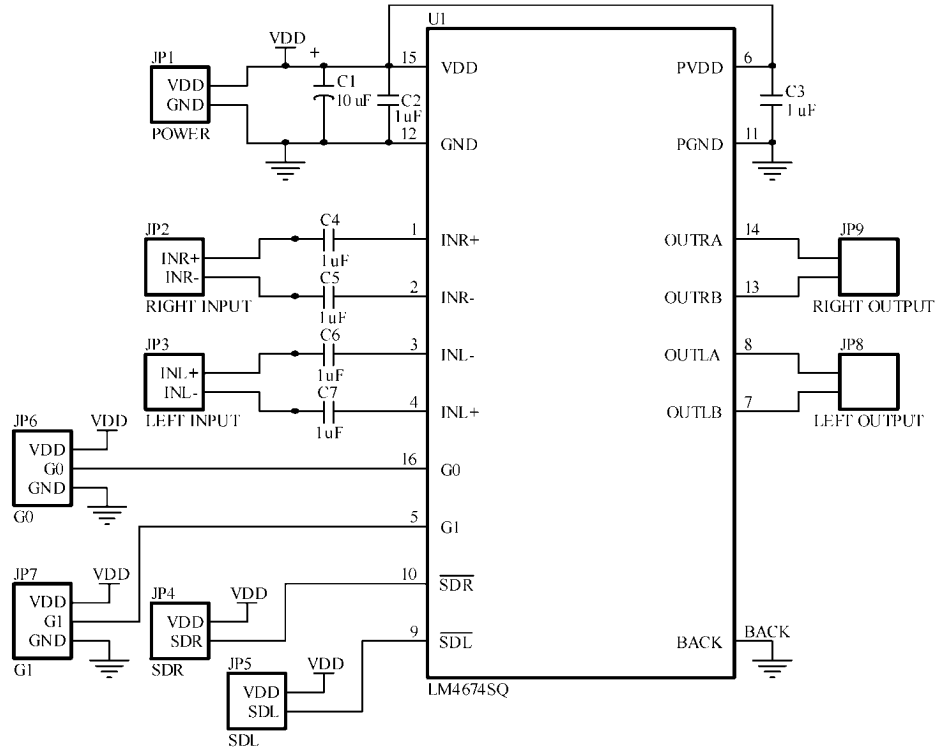 U1
JP1
VDD
+
VDD
GND
POWER
C1
10 uF
C2
1uF
15
VDD
12
GND
PVDD
6
C3
1 uF
PGND
11
JP2
INR+
INR-
RIGHT INPUT
C4
1uF
C5
1uF
1
INR+
2
INR-
OUTRA
14
OUTRB
13
JP9
RIGHT OUTPUT
JP3
INL+
INL-
LEFT INPUT
C6
1uF
C7
1uF
3
INL-
4
INL+
OUTLA
8
OUTLB
7
JP8
LEFT OUTPUT
JP6
VDD
VDD
G0
GND
G0
16
G0
5
G1
JP7
VDD
VDD
G1
GND
G1
JP4
VDD
VDD
SDR
SDR
10
SDR
JP5
VDD
VDD
SDL
SDL
9
SDL
BACK
BACK
LM4674SQ